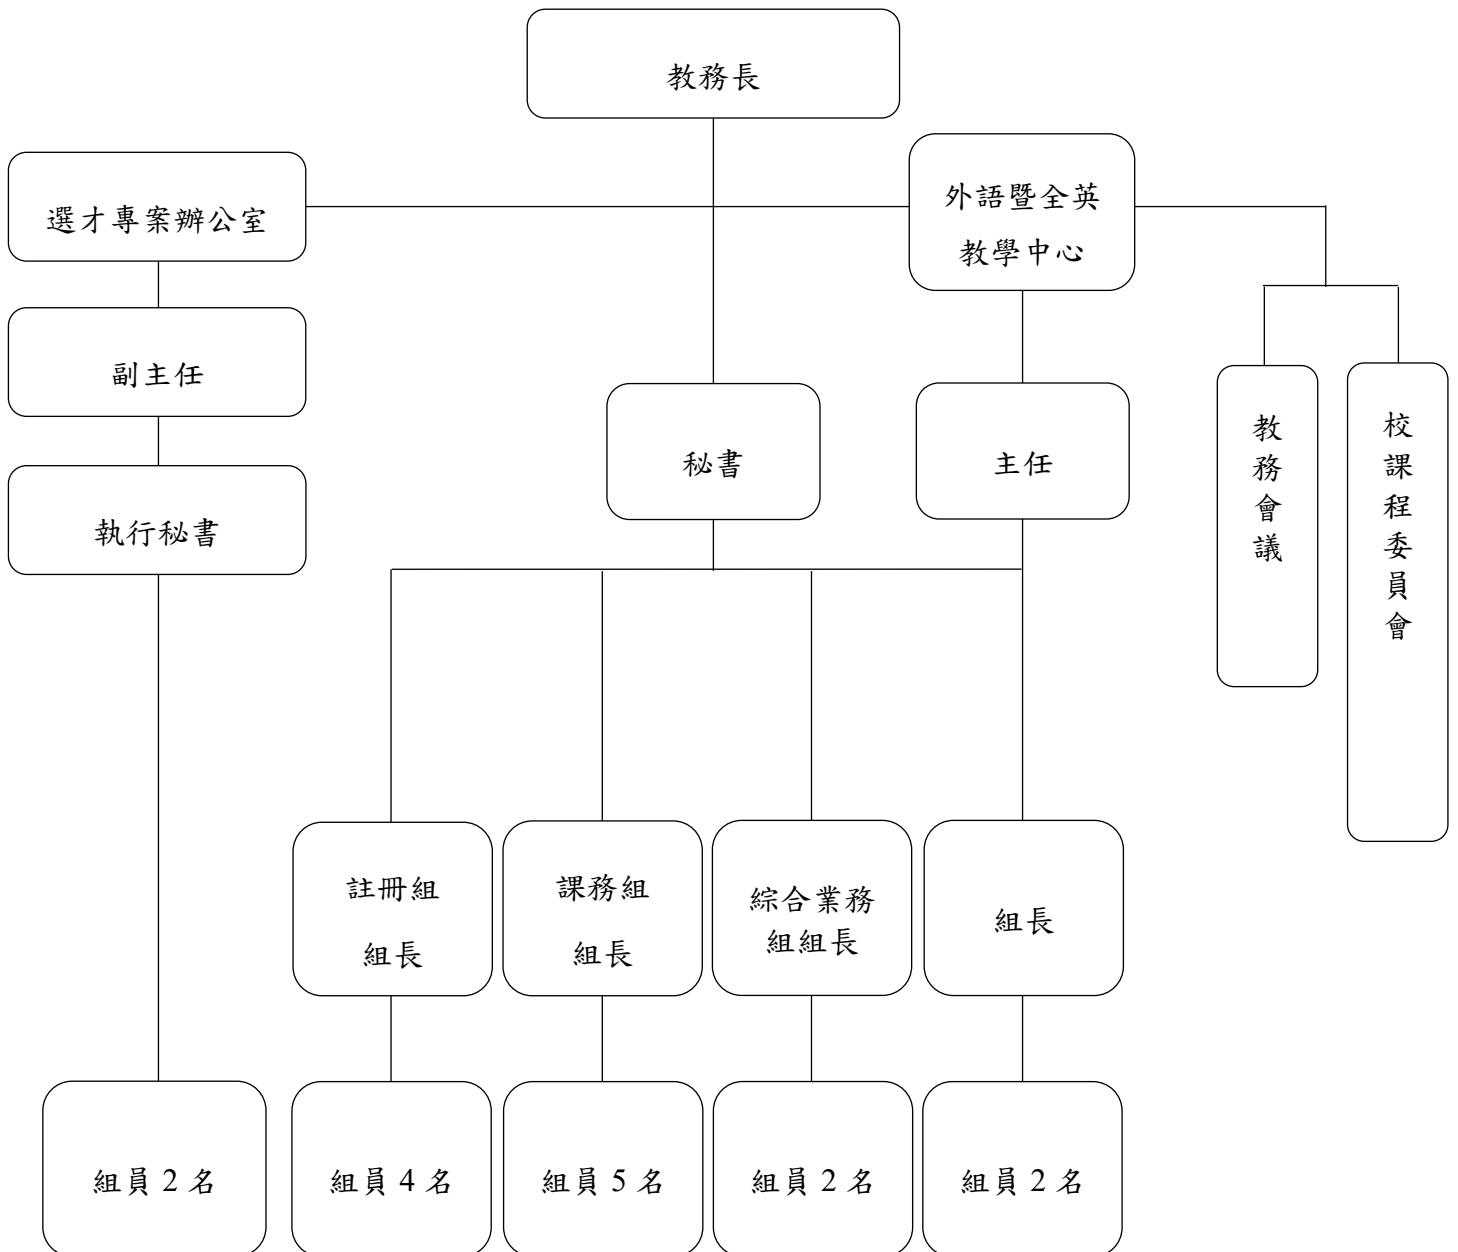 教務長
選才專案辦公室
外語暨全英
教學中心
副主任
執行秘書
秘書
主任
教務會議
校課程委員會
註冊組
組長
課務組
組長
綜合業務
組組長
組長
組員 2 名
組員 4 名
組員 5 名
組員 2 名
組員 2 名